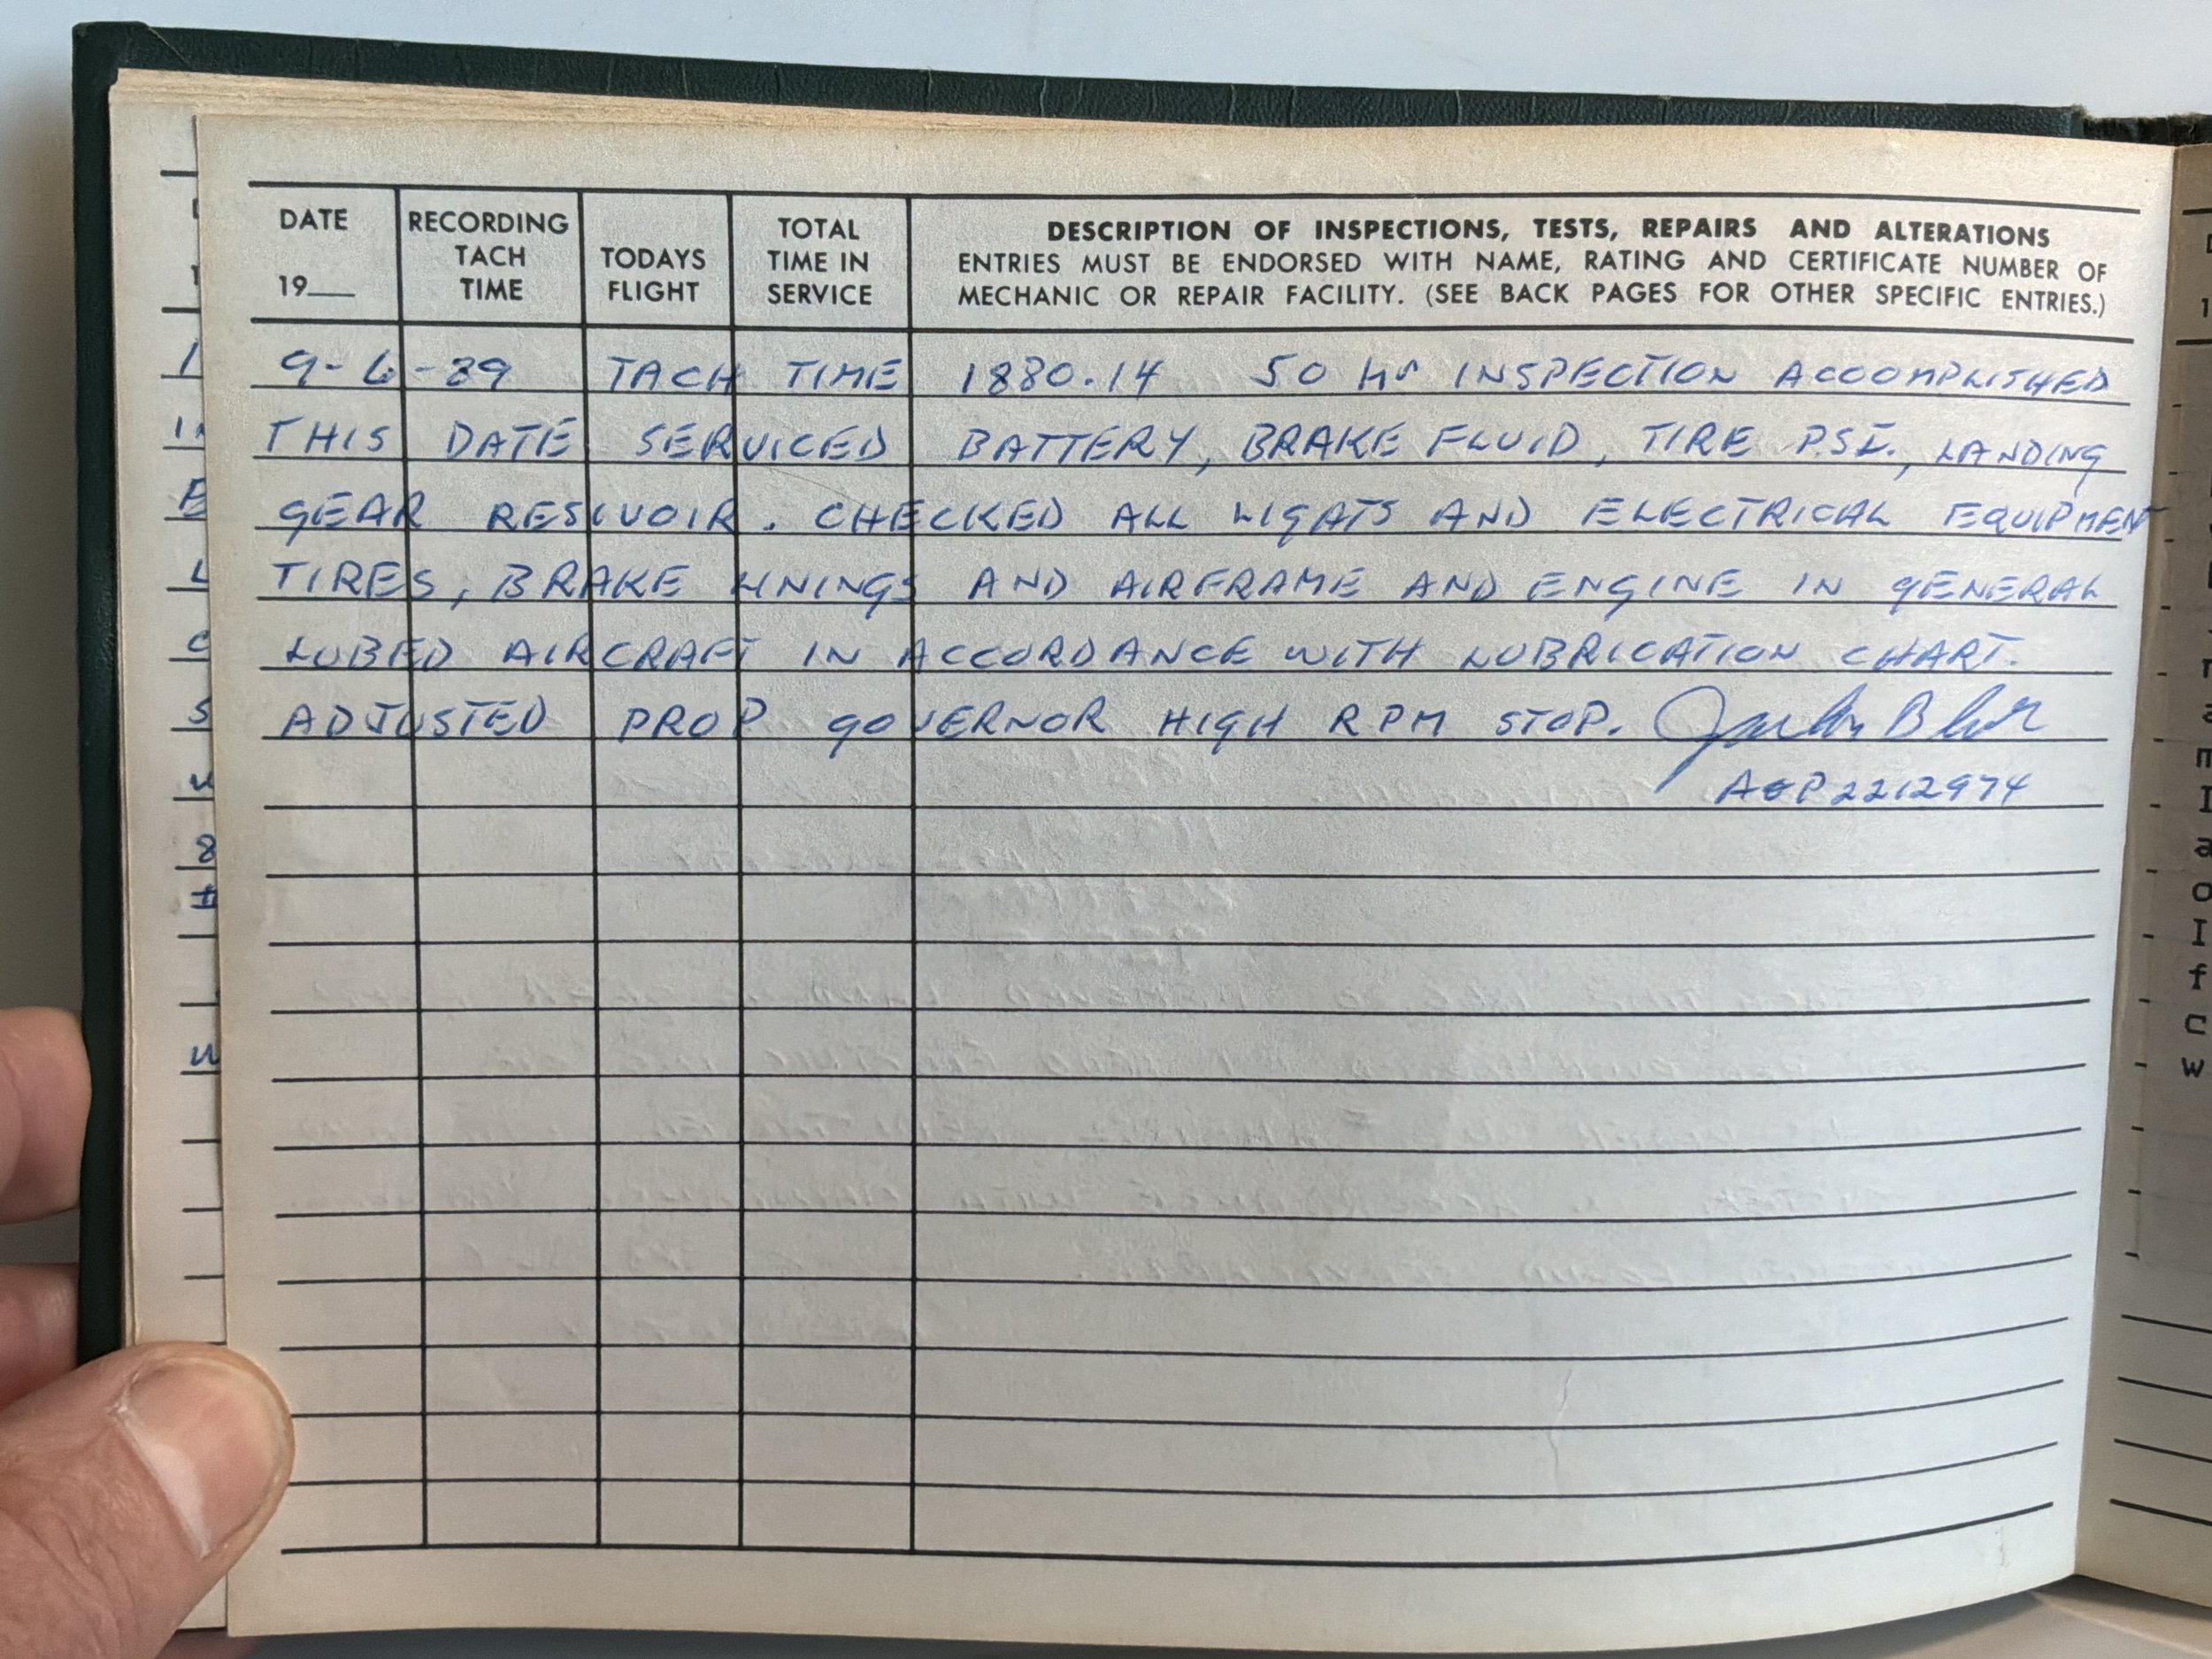 DATE
19__
RECORDING
TACH
TIME
TODAYS
FLIGHT
TOTAL
TIME IN
SERVICE
DESCRIPTION OF INSPECTIONS, TESTS, REPAIRS AND ALTERATIONS
ENTRIES MUST BE ENDORSED WITH NAME, RATING AND CERTIFICATE NUMBER OF
MECHANIC OR REPAIR FACILITY. (SEE BACK PAGES FOR OTHER SPECIFIC ENTRIES.)
9-6-89 TACH TIME 1880.14 50 hr INSPECTION ACCOMPLISHED
THIS DATE SERVICED BATTERY, BRAKE FLUID, TIRE P.S.I., LANDING
GEAR RESIVOIR. CHECKED ALL LIGHTS AND ELECTRICAL EQUIPMENT
TIRES, BRAKE LININGS AND AIRFRAME AND ENGINE IN GENERAL
LUBED AIRCRAFT IN ACCORDANCE WITH LUBRICATION CHART.
ADJUSTED PROP GOVERNOR HIGH RPM STOP.
A&P 2212974